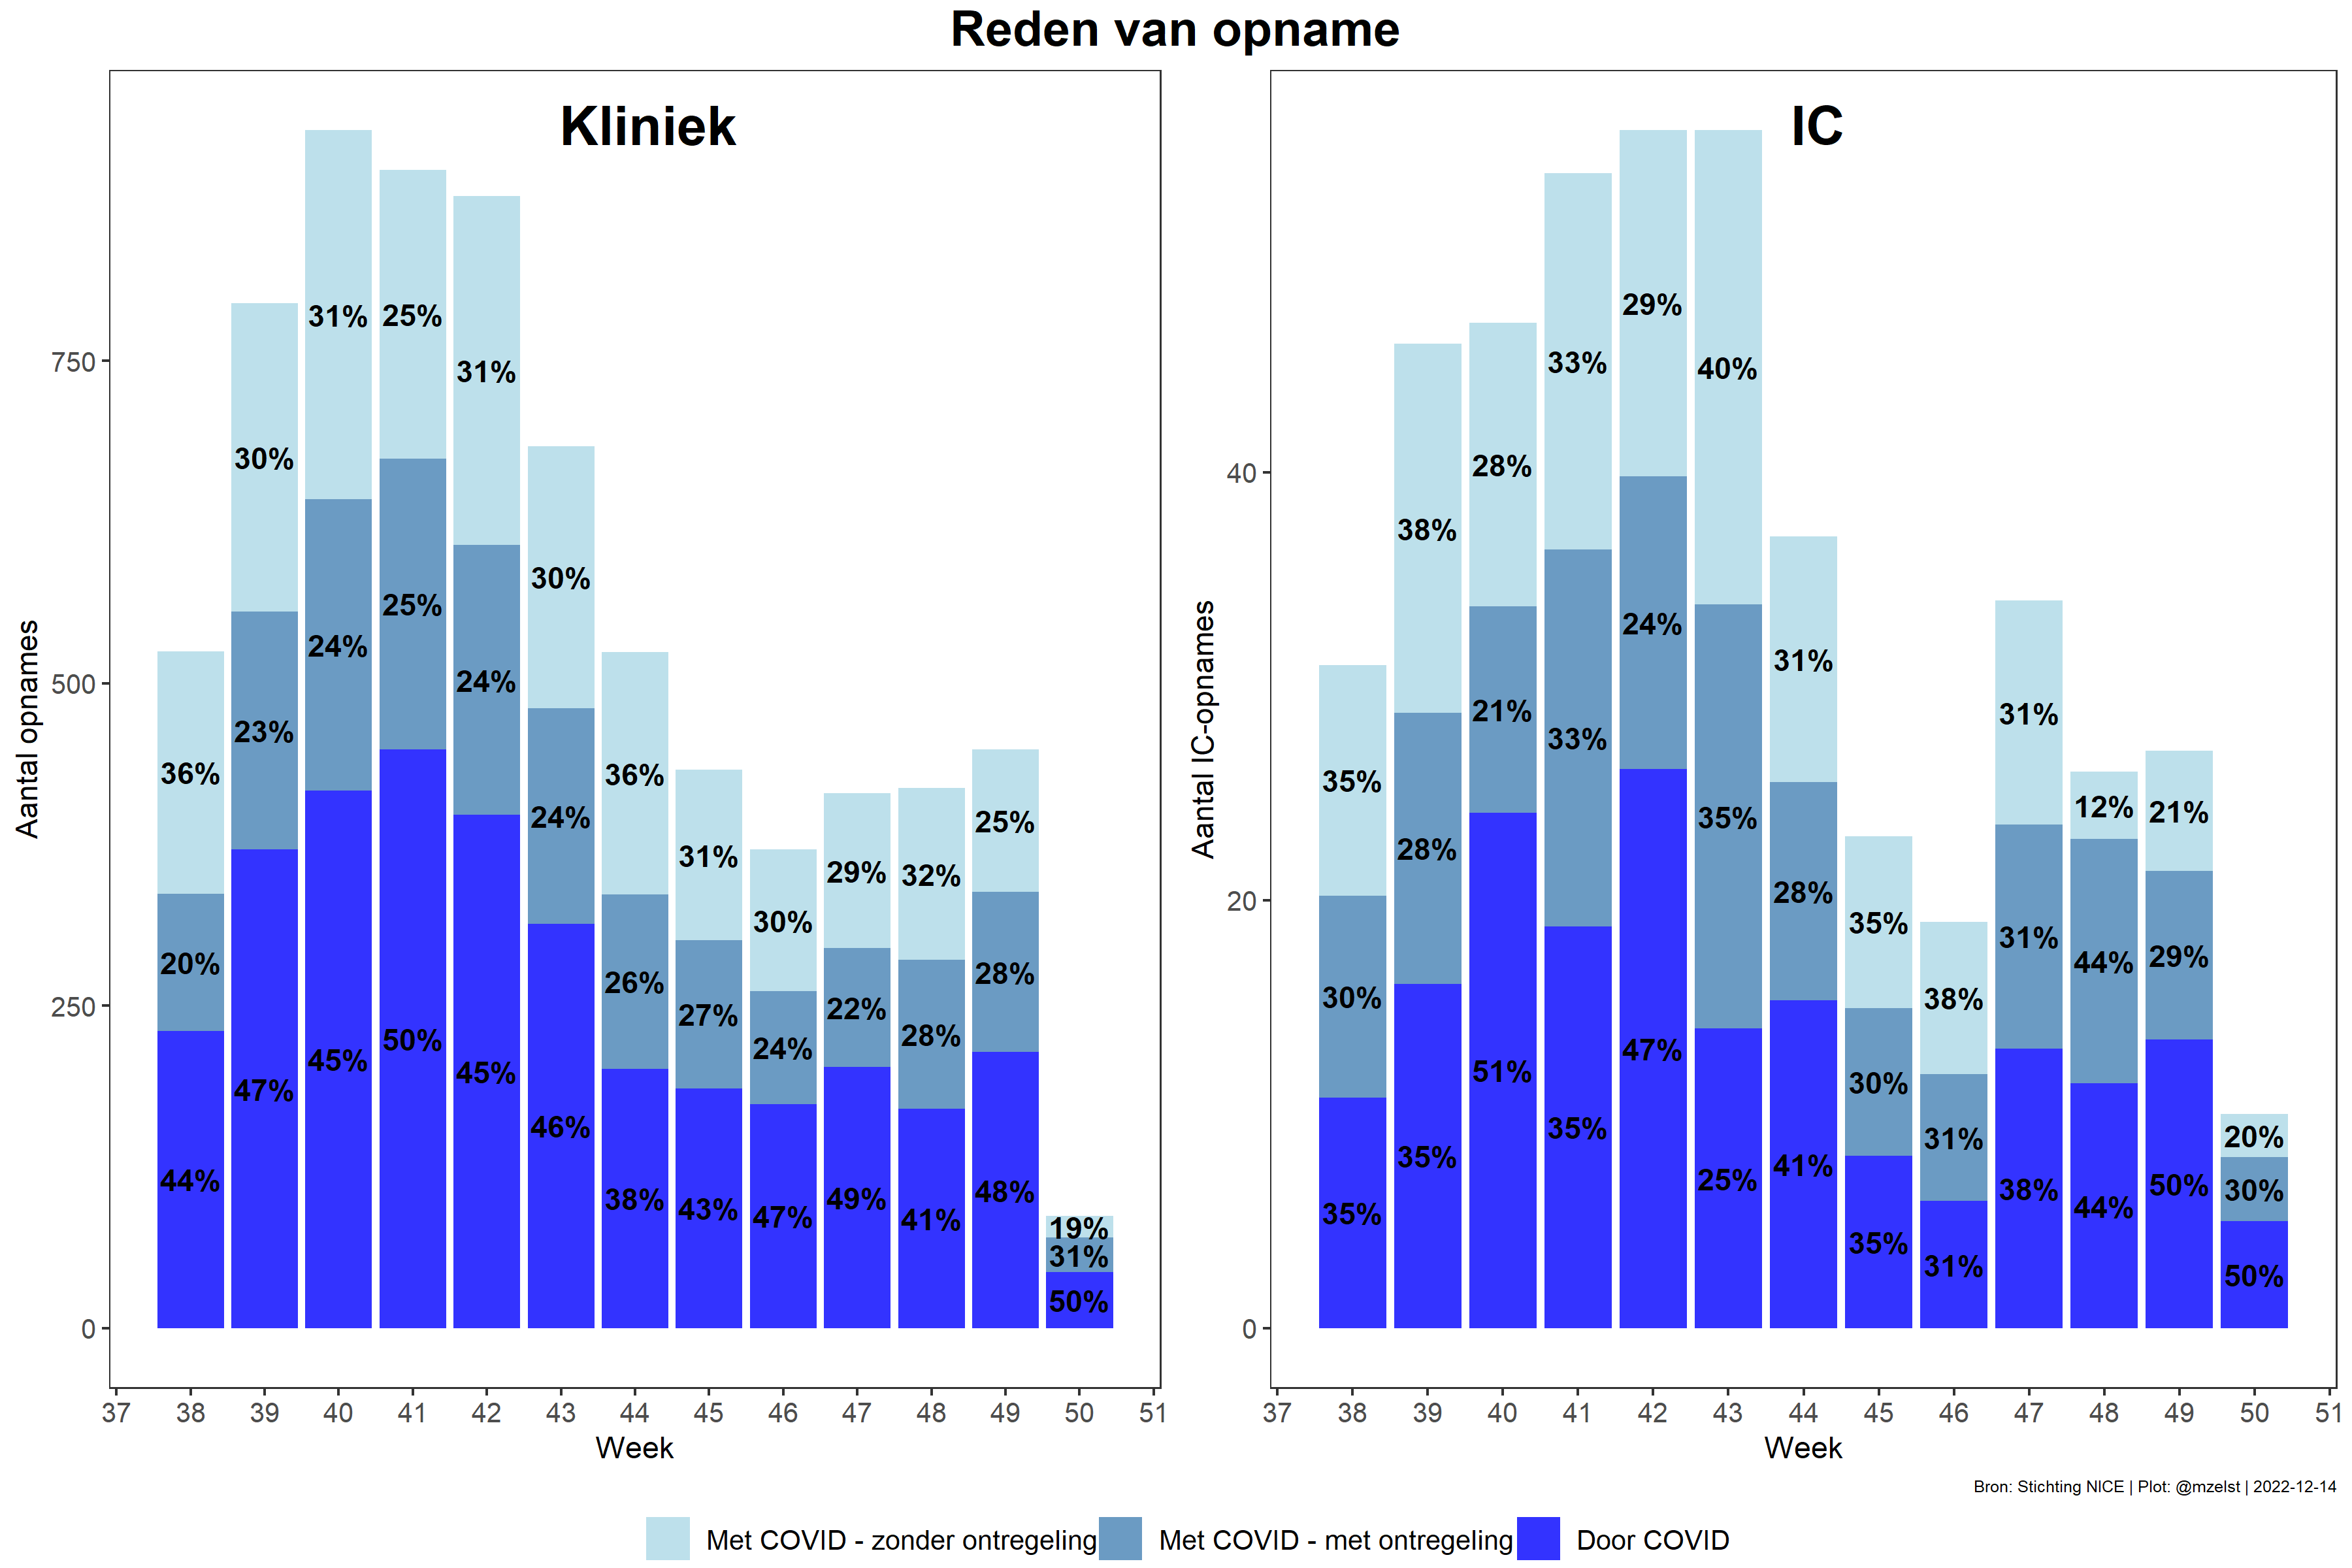 Reden van opname
Kliniek
Aantal opnames
750
500
250
0
36% 30% 31% 25% 31% 30% 36% 31% 30% 29% 32% 25% 19%
20% 23% 24% 25% 24% 24% 26% 27% 24% 22% 28% 28% 31%
44% 47% 45% 50% 45% 46% 38% 43% 47% 49% 41% 48% 50%
37 38 39 40 41 42 43 44 45 46 47 48 49 50 51
Week
IC
Aantal IC-opnames
40
20
0
35% 38% 28% 33% 29% 40% 31% 35% 38% 31% 12% 21% 20%
30% 28% 21% 33% 24% 35% 28% 30% 31% 31% 44% 29% 30%
35% 35% 51% 35% 47% 25% 41% 35% 31% 38% 44% 50% 50%
37 38 39 40 41 42 43 44 45 46 47 48 49 50 51
Week
Bron: Stichting NICE | Plot: @mzelst | 2022-12-14
Met COVID - zonder ontregeling Met COVID - met ontregeling Door COVID